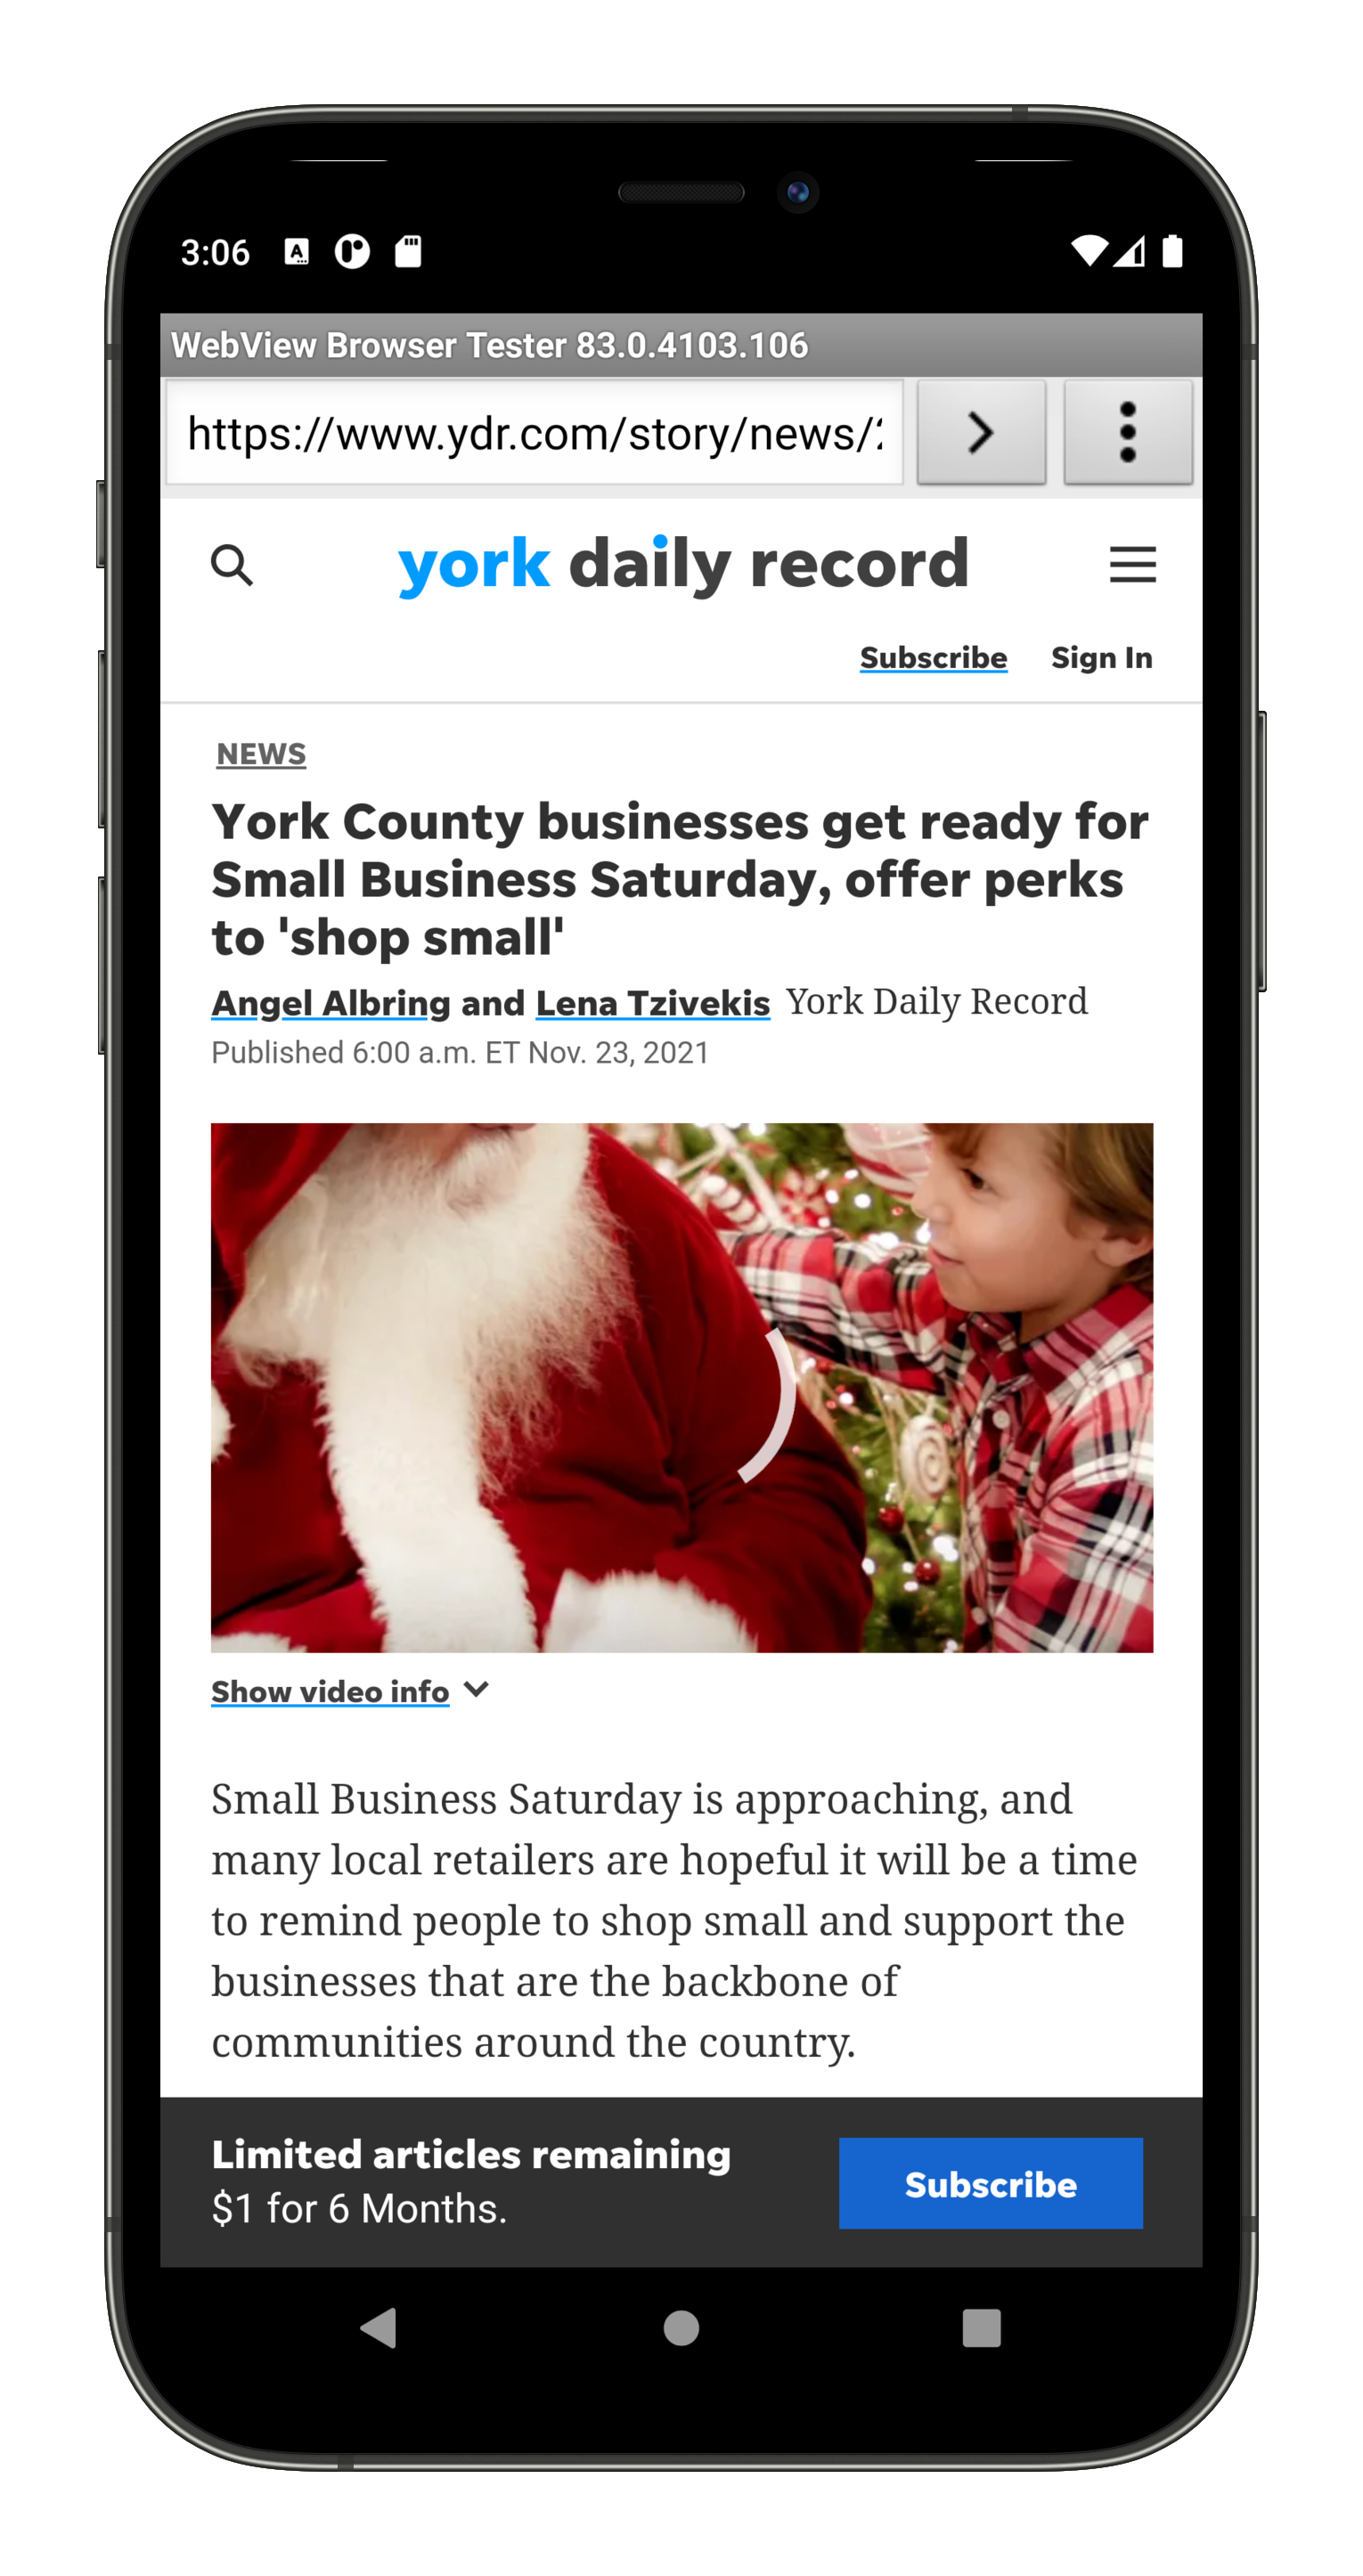 3:06
WebView Browser Tester 83.0.4103.106
https://www.ydr.com/story/news/
york daily record
Subscribe Sign In
NEWS
York County businesses get ready for
Small Business Saturday, offer perks
to 'shop small'
Angel Albring and Lena Tzivekis York Daily Record
Published 6:00 a.m. ET Nov. 23, 2021
Show video info
Small Business Saturday is approaching, and
many local retailers are hopeful it will be a time
to remind people to shop small and support the
businesses that are the backbone of
communities around the country.
Limited articles remaining
$1 for 6 Months.
Subscribe